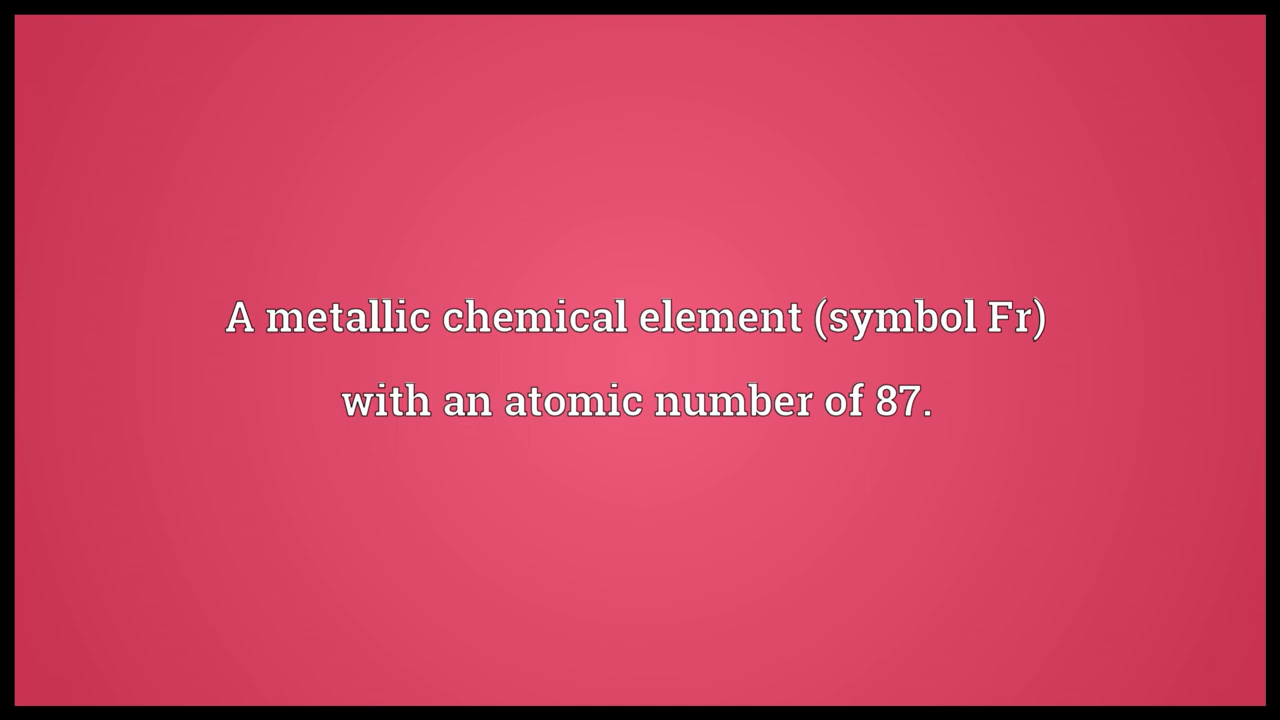 A metallic chemical element (symbol Fr)
with an atomic number of 87.